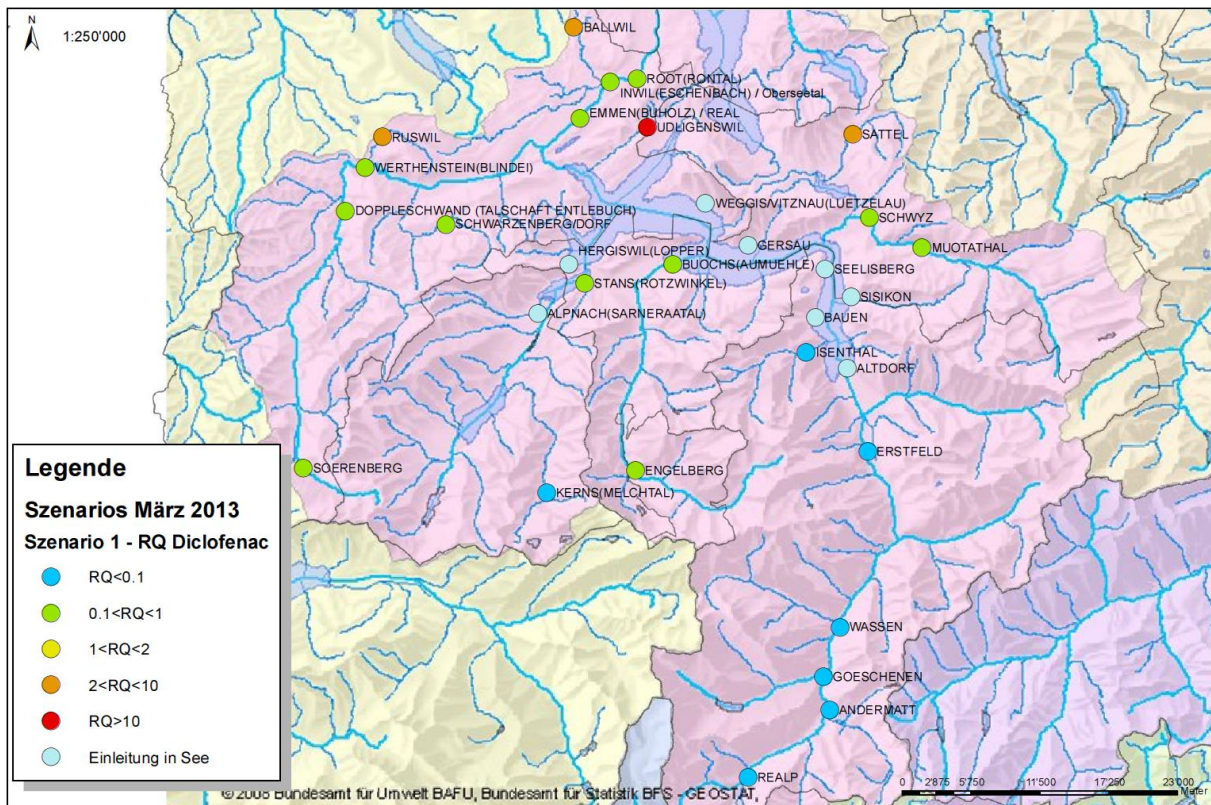 N
1:250'000
BALLWIL
ROOT(RONTAL)
INWIL(ESCHENBACH) / Oberseetal
EMMEN(BUHOLZ) / REAL
UDLIGENSWIL
RUSWIL
SATTEL
WERTHENSTEIN(BLINDEI)
WEGGIS/VITZNAU(LUETZELAU)
DOPPLESCHWAND (TALSCHAFT ENTLEBUCH)
SCHWYZ
SCHWARZENBERG/DORF
GERSAU
MUOTATHAL
HERGISWIL(LOPPER)
BUOCHS(AUMUEHLE)
SEELISBERG
STANS(ROTZWINKEL)
SISIKON
ALPNACH(SARNERAATAL)
BAUEN
ISENTHAL
ALTDORF
ERSTFELD
SOERENBERG
ENGELBERG
KERNS(MELCHTAL)
WASSEN
GOESCHENEN
ANDERMATT
REALP
Legende
Szenarios März 2013
Szenario 1 - RQ Diclofenac
RQ<0.1
0.1<RQ<1
1<RQ<2
2<RQ<10
RQ>10
Einleitung in See
0 2'875 5'750 11'500 17'250 23'000
Meter
©2008 Bundesamt für Umwelt BAFU, Bundesamt für Statistik BFS - GEOSTAT,